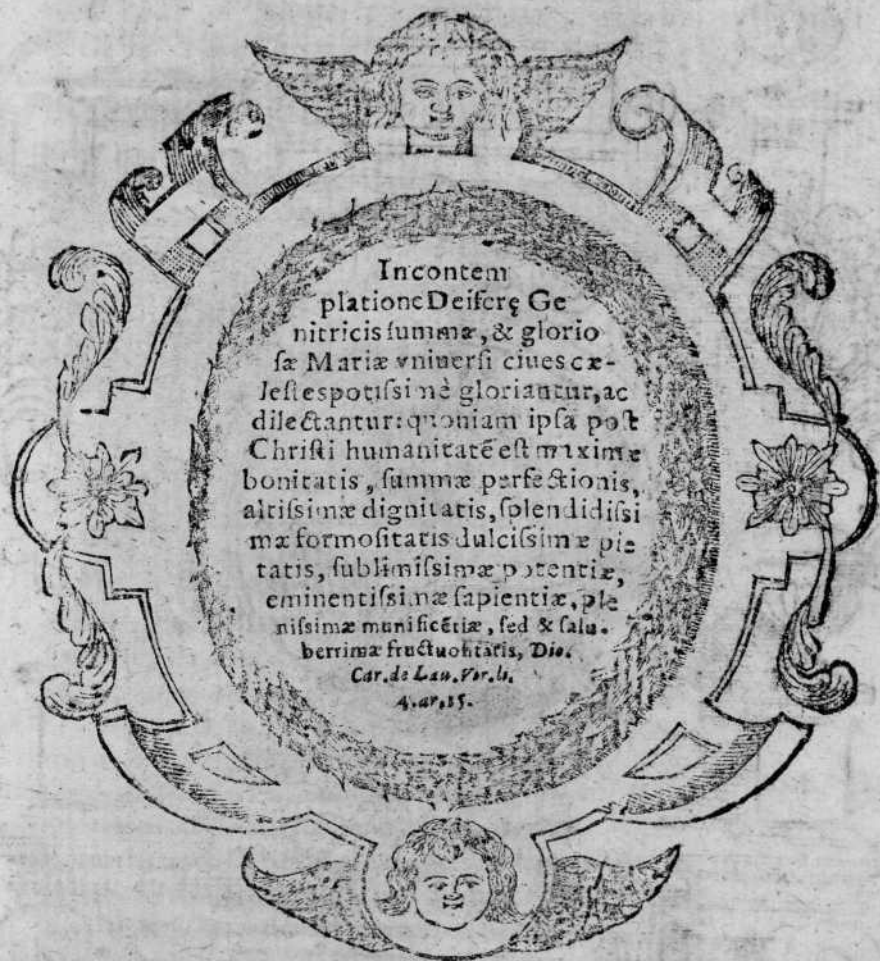 In contem
platione Deiferę Ge
nitricis ſummæ, & glorio
ſæ Mariæ vniuerſi ciues cæ-
leſtes potiſſimè gloriantur, ac
dilectantur: quoniam ipſa poſt
Chriſti humanitatē eſt maximæ
bonitatis, ſummæ perfectionis,
altiſsimæ dignitatis, ſplendidiſsi
mæ formoſitatis dulciſsimæ pie
tatis, ſublimiſsimæ potentiæ,
eminentiſsimæ ſapientiæ, ple
niſsimæ munificētiæ, ſed & ſalu.
berrimæ fructuoſitatis, Dio.
Car. de Lau. Vir. li.
4. ar. 15.